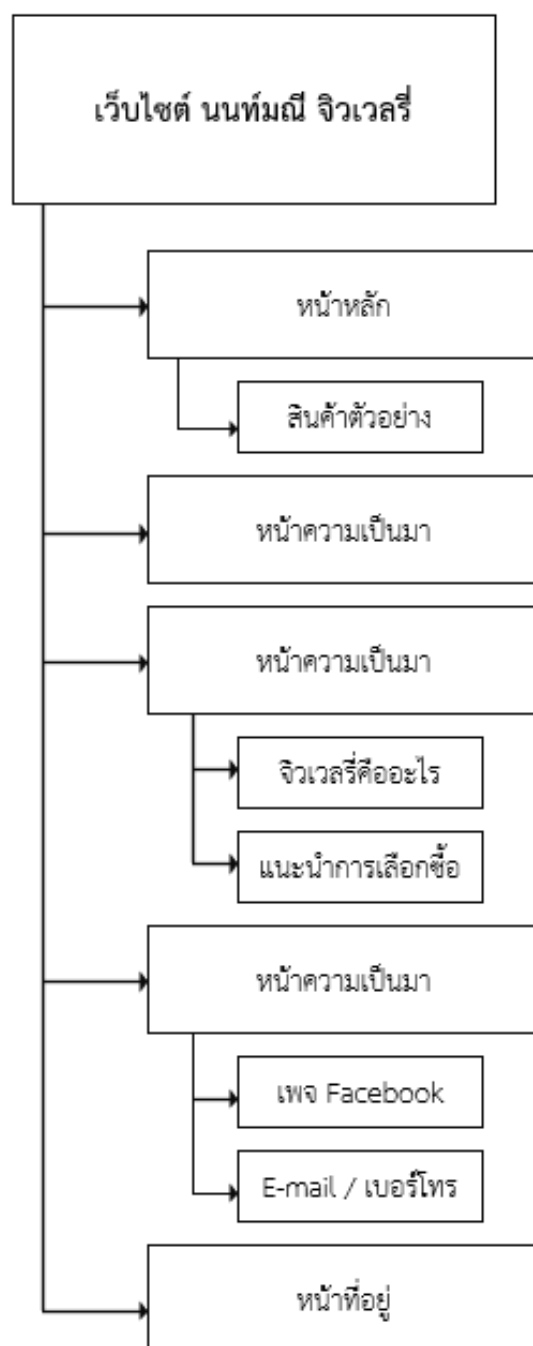 เว็บไซต์ นนท์มณี จิวเวลรี่
หน้าหลัก
สินค้าตัวอย่าง
หน้าความเป็นมา
หน้าความเป็นมา
จิวเวลรี่คืออะไร
แนะนำการเลือกซื้อ
หน้าความเป็นมา
เพจ Facebook
E-mail / เบอร์โทร
หน้าที่อยู่